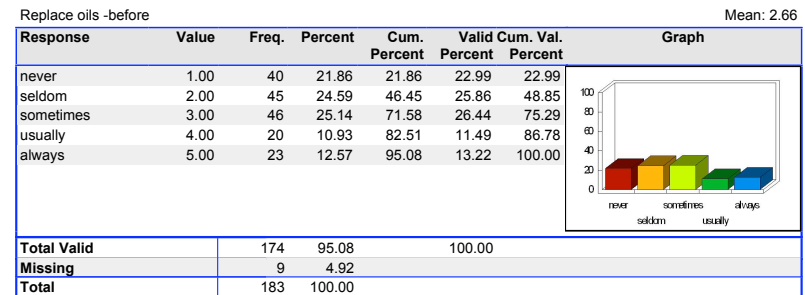 Replace oils -before Mean: 2.66
Response Value Freq. Percent Cum. Percent Valid Percent Cum. Val. Percent Graph
never 1.00 40 21.86 21.86 22.99 22.99
seldom 2.00 45 24.59 46.45 25.86 48.85
sometimes 3.00 46 25.14 71.58 26.44 75.29
usually 4.00 20 10.93 82.51 11.49 86.78
always 5.00 23 12.57 95.08 13.22 100.00
100
80
60
40
20
0
never sometimes always
seldom usually
Total Valid 174 95.08 100.00
Missing 9 4.92
Total 183 100.00